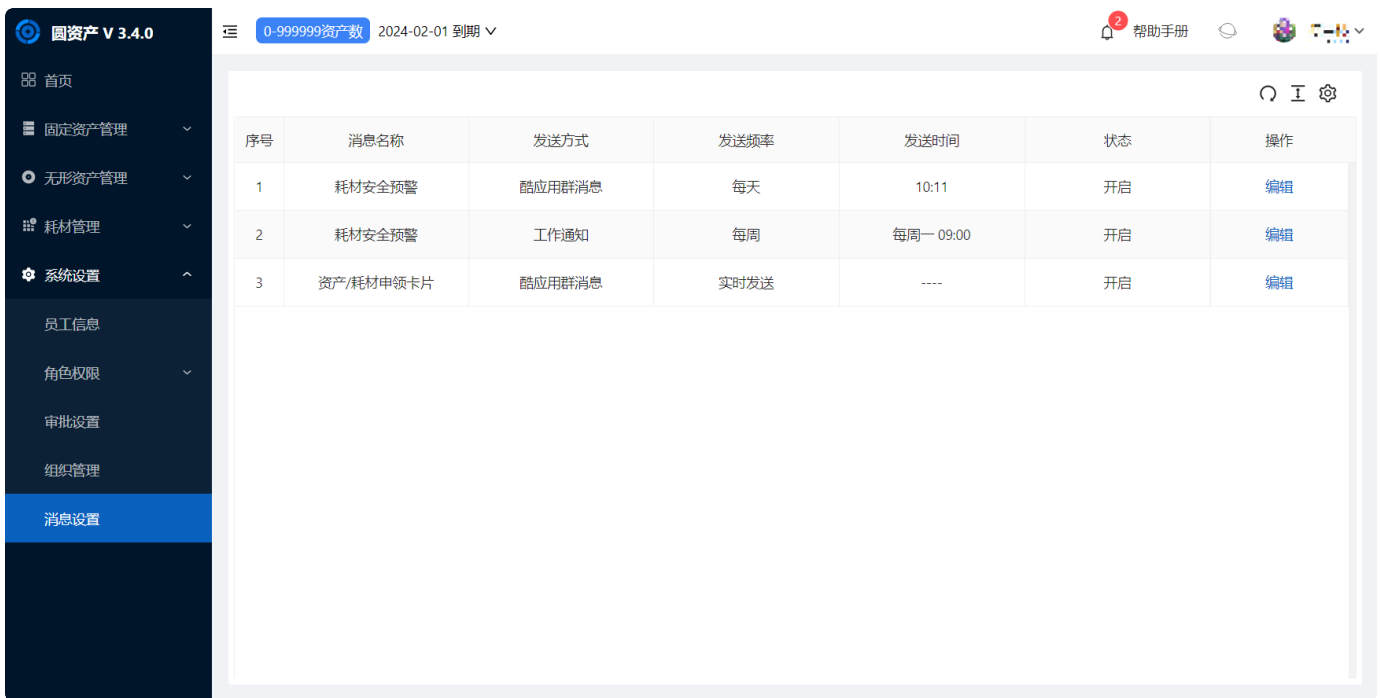 圆资产 V 3.4.0
0-999999资产数 2024-02-01 到期
2 帮助手册
首页
固定资产管理
无形资产管理
耗材管理
系统设置
员工信息
角色权限
审批设置
组织管理
消息设置
序号 消息名称 发送方式 发送频率 发送时间 状态 操作
1 耗材安全预警 酷应用群消息 每天 10:11 开启 编辑
2 耗材安全预警 工作通知 每周 每周一 09:00 开启 编辑
3 资产/耗材申领卡片 酷应用群消息 实时发送 ---- 开启 编辑